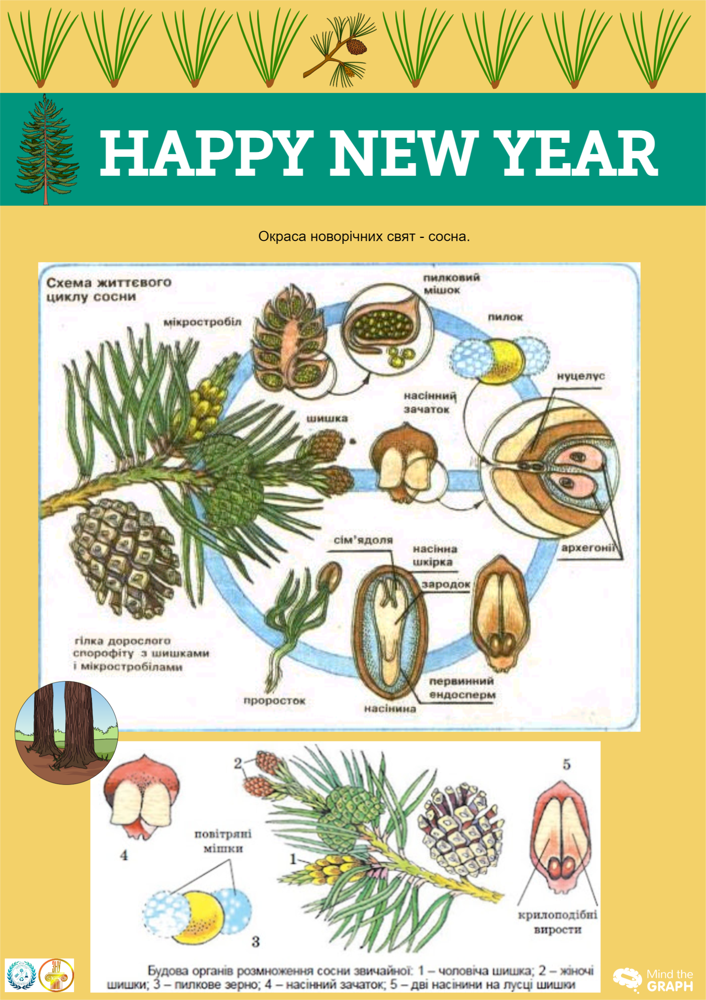 HAPPY NEW YEAR
Окраса новорічних свят - сосна.
Схема життєвого
циклу сосни
мікростробіл
пилковий
мішок
пилок
нуцелус
насінний
зачаток
шишка
архегонії
сім'ядоля
насінна
шкірка
зародок
гілка дорослого
спорофіту з шишками
і мікростробілами
проросток
первинний
ендосперм
насінина
2
5
4
повітряні
мішки
1
3
крилоподібні
вирости
Будова органів розмноження сосни звичайної: 1 – чоловіча шишка; 2 – жіночі
шишки; 3 – пилкове зерно; 4 – насінний зачаток; 5 – дві насінини на лусці шишки
ЗНУ
Mind the
GRAPH